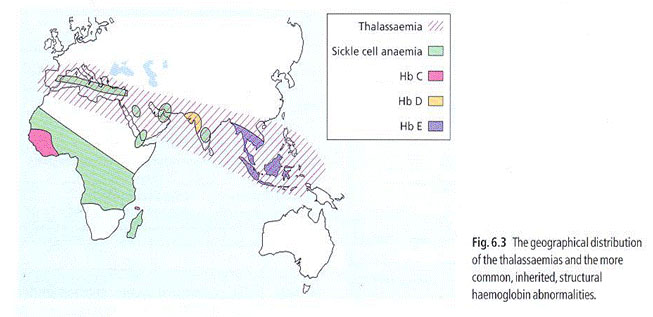 Thalassaemia
Sickle cell anaemia
Hb C
Hb D
Hb E
Fig. 6.3 The geographical distribution
of the thalassaemias and the more
common, inherited, structural
haemoglobin abnormalities.